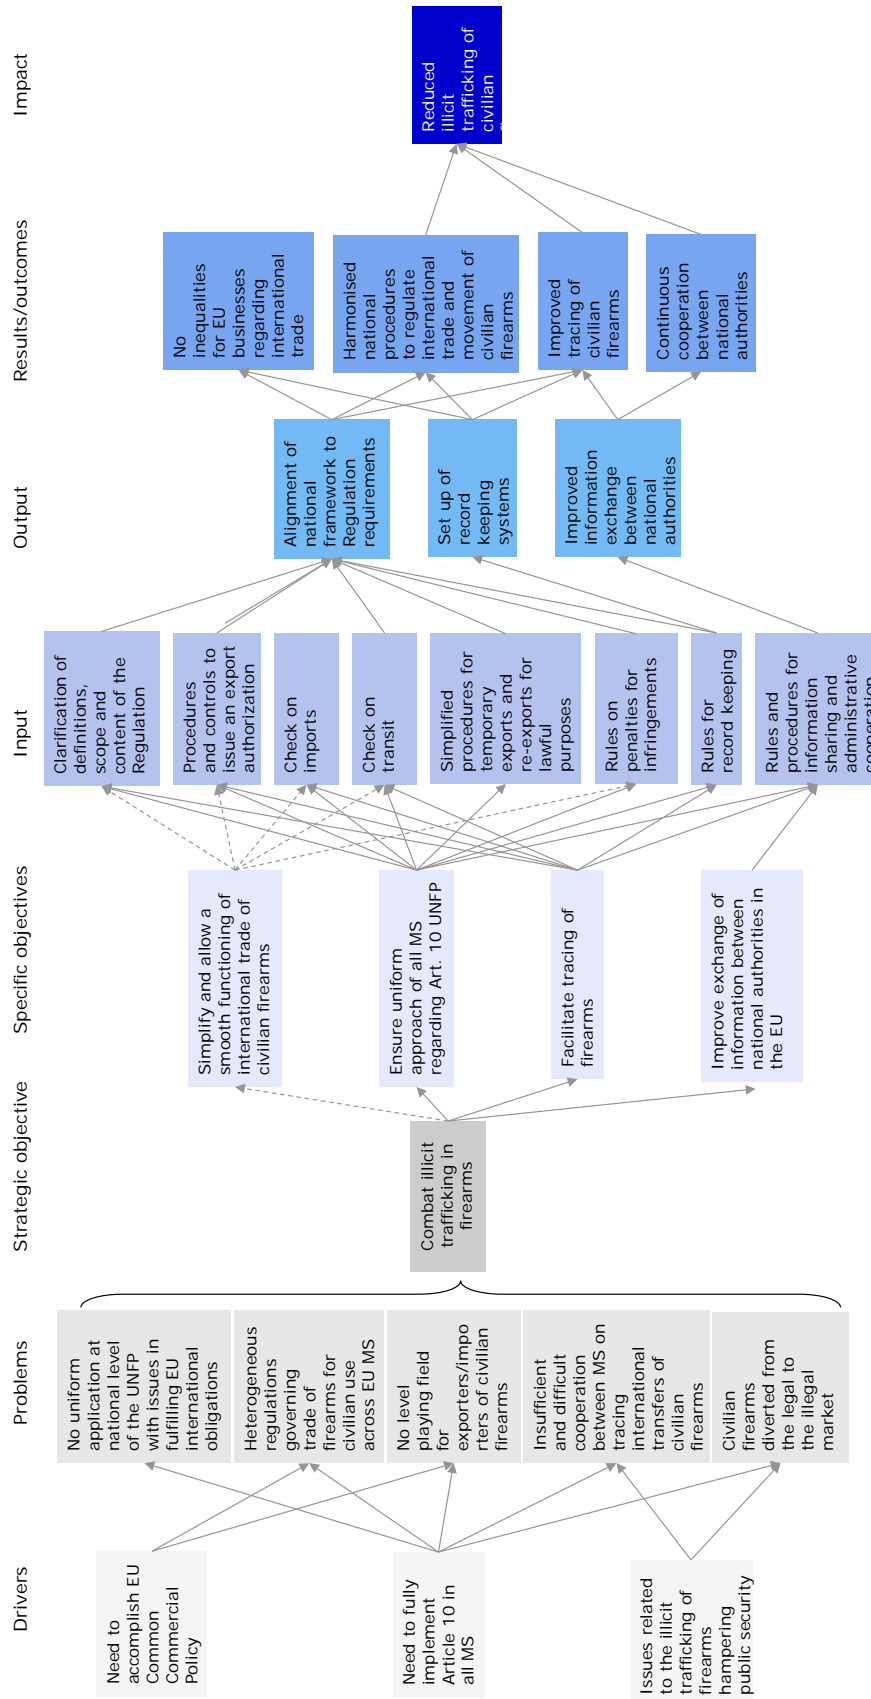 Drivers
Problems
Strategic objective
Specific objectives
Input
Output
Results/outcomes
Impact
Need to
accomplish EU
Common
Commercial
Policy
Need to fully
implement
Article 10 in
all MS
Issues related
to the illicit
trafficking of
firearms
hampering
public security
No uniform
application at
national level
of the UNFP
with issues in
fulfilling EU
international
obligations
Heterogeneous
regulations
governing
trade of
firearms for
civilian use
across EU MS
No level
playing field
for
exporters/impo
rters of civilian
firearms
Insufficient
and difficult
cooperation
between MS on
tracing
international
transfers of
civilian
firearms
Civilian
firearms
diverted from
the legal to
the illegal
market
Combat illicit
trafficking in
firearms
Simplify and allow a
smooth functioning of
international trade of
civilian firearms
Ensure uniform
approach of all MS
regarding Art. 10 UNFP
Facilitate tracing of
firearms
Improve exchange of
information between
national authorities in
the EU
Clarification of
definitions,
scope and
content of the
Regulation
Procedures
and controls to
issue an export
authorization
Check on
imports
Check on
transit
Simplified
procedures for
temporary
exports and
re-exports for
lawful
purposes
Rules on
penalties for
infringements
Rules for
record keeping
Rules and
procedures for
information
sharing and
administrative
cooperation
Alignment of
national
framework to
Regulation
requirements
Set up of
record
keeping
systems
Improved
information
exchange
between
national
authorities
No
inequalities
for EU
businesses
regarding
international
trade
Harmonised
national
procedures
to regulate
international
trade and
movement of
civilian
firearms
Improved
tracing of
civilian
firearms
Continuous
cooperation
between
national
authorities
Reduced
illicit
trafficking of
civilian